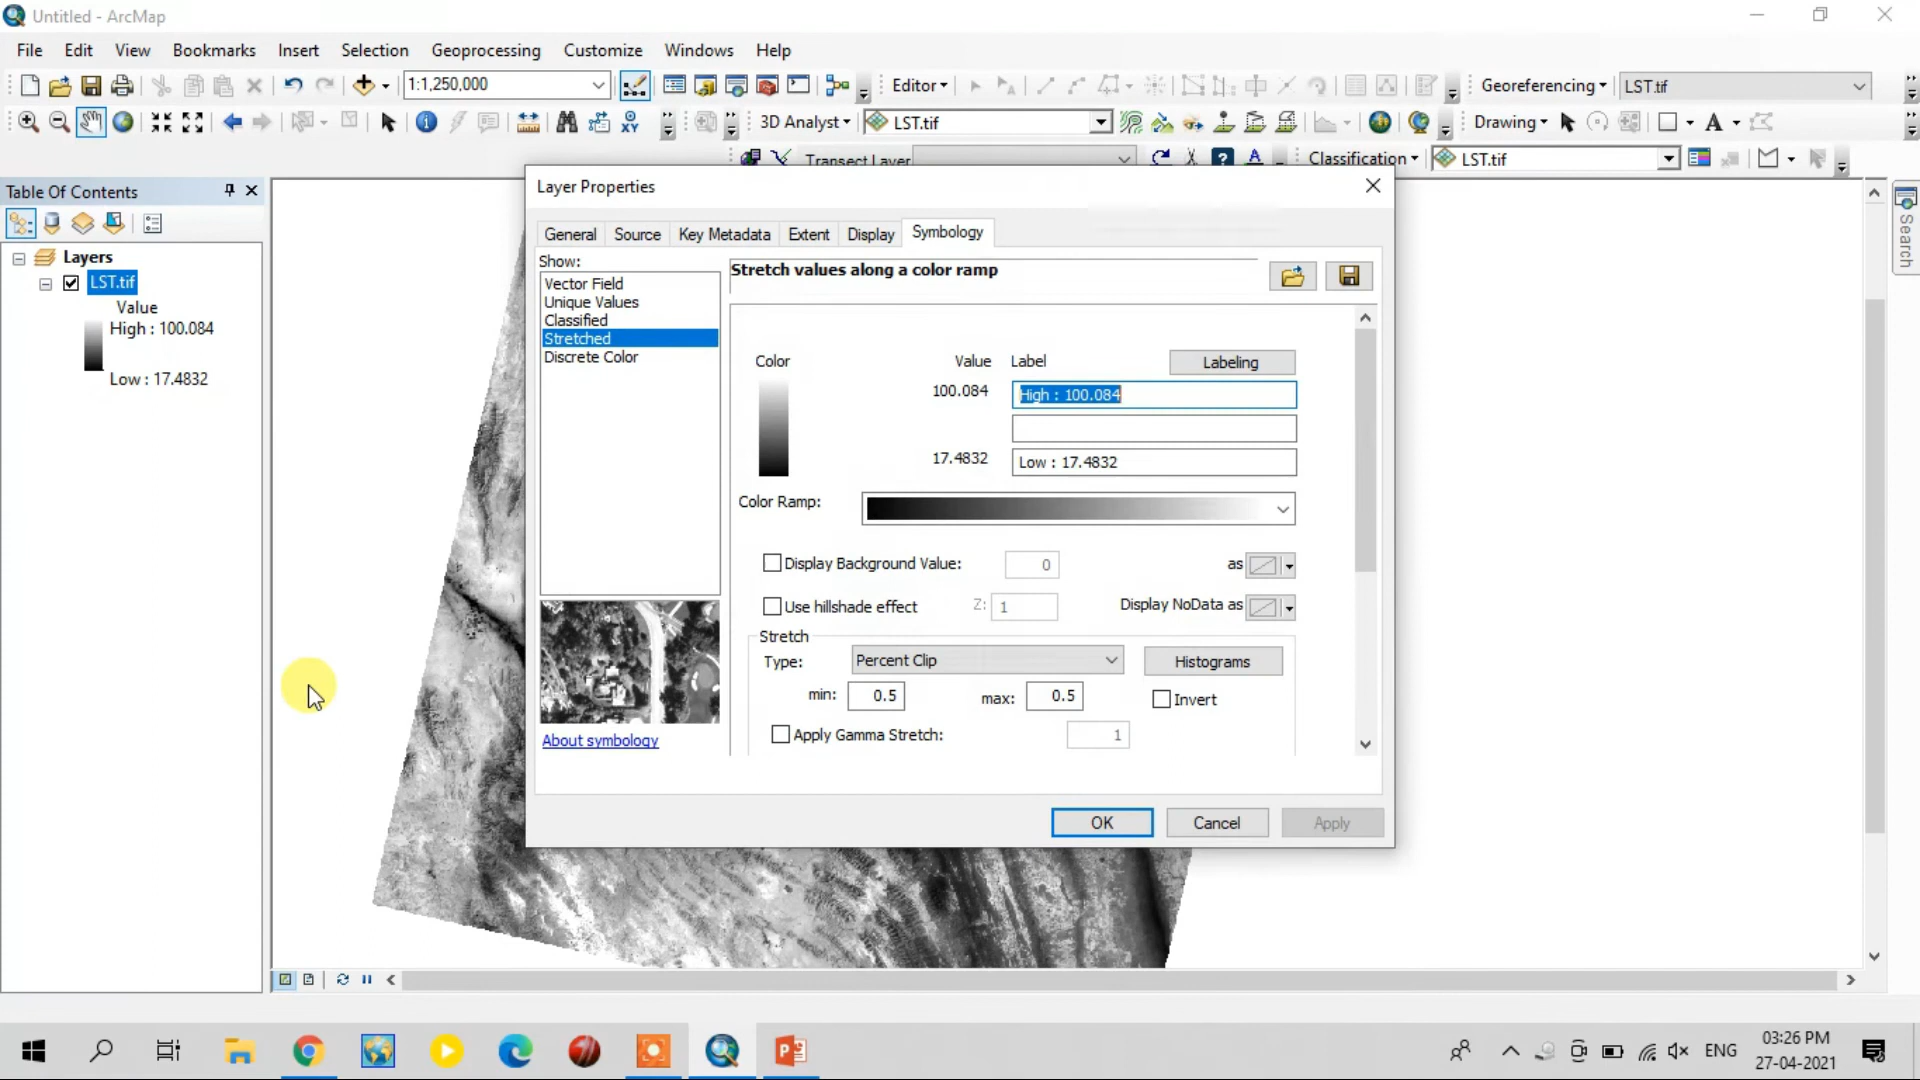 Untitled - ArcMap
File Edit View Bookmarks Insert Selection Geoprocessing Customize Windows Help
1:1,250,000 Editor Georeferencing LST.tif
3D Analyst LST.tif Drawing A
Transect Layer Classification LST.tif
Table Of Contents
Layers
LST.tif
Value
High : 100.084
Low : 17.4832
Layer Properties
General Source Key Metadata Extent Display Symbology
Show:
Vector Field
Unique Values
Classified
Stretched
Discrete Color
About symbology
Stretch values along a color ramp
Color Value Label Labeling
100.084 High : 100.084
17.4832 Low : 17.4832
Color Ramp:
Display Background Value: 0 as
Use hillshade effect Z: 1 Display NoData as
Stretch
Type: Percent Clip Histograms
min: 0.5 max: 0.5 Invert
Apply Gamma Stretch: 1
OK Cancel Apply
Search
ENG
03:26 PM
27-04-2021